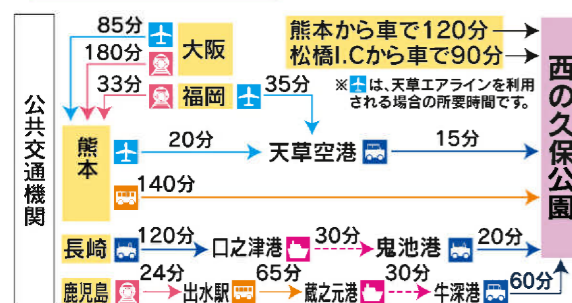 公共交通機関
85分
大阪
180分
33分
福岡
35分
熊本から車で120分
松橋I.Cから車で90分
※は、天草エアラインを利用
される場合の所要時間です。
熊本
20分
天草空港
15分
140分
長崎
120分
口之津港
30分
鬼池港
20分
鹿児島
24分
出水駅
65分
蔵之元港
30分
牛深港
60分
西の久保公園